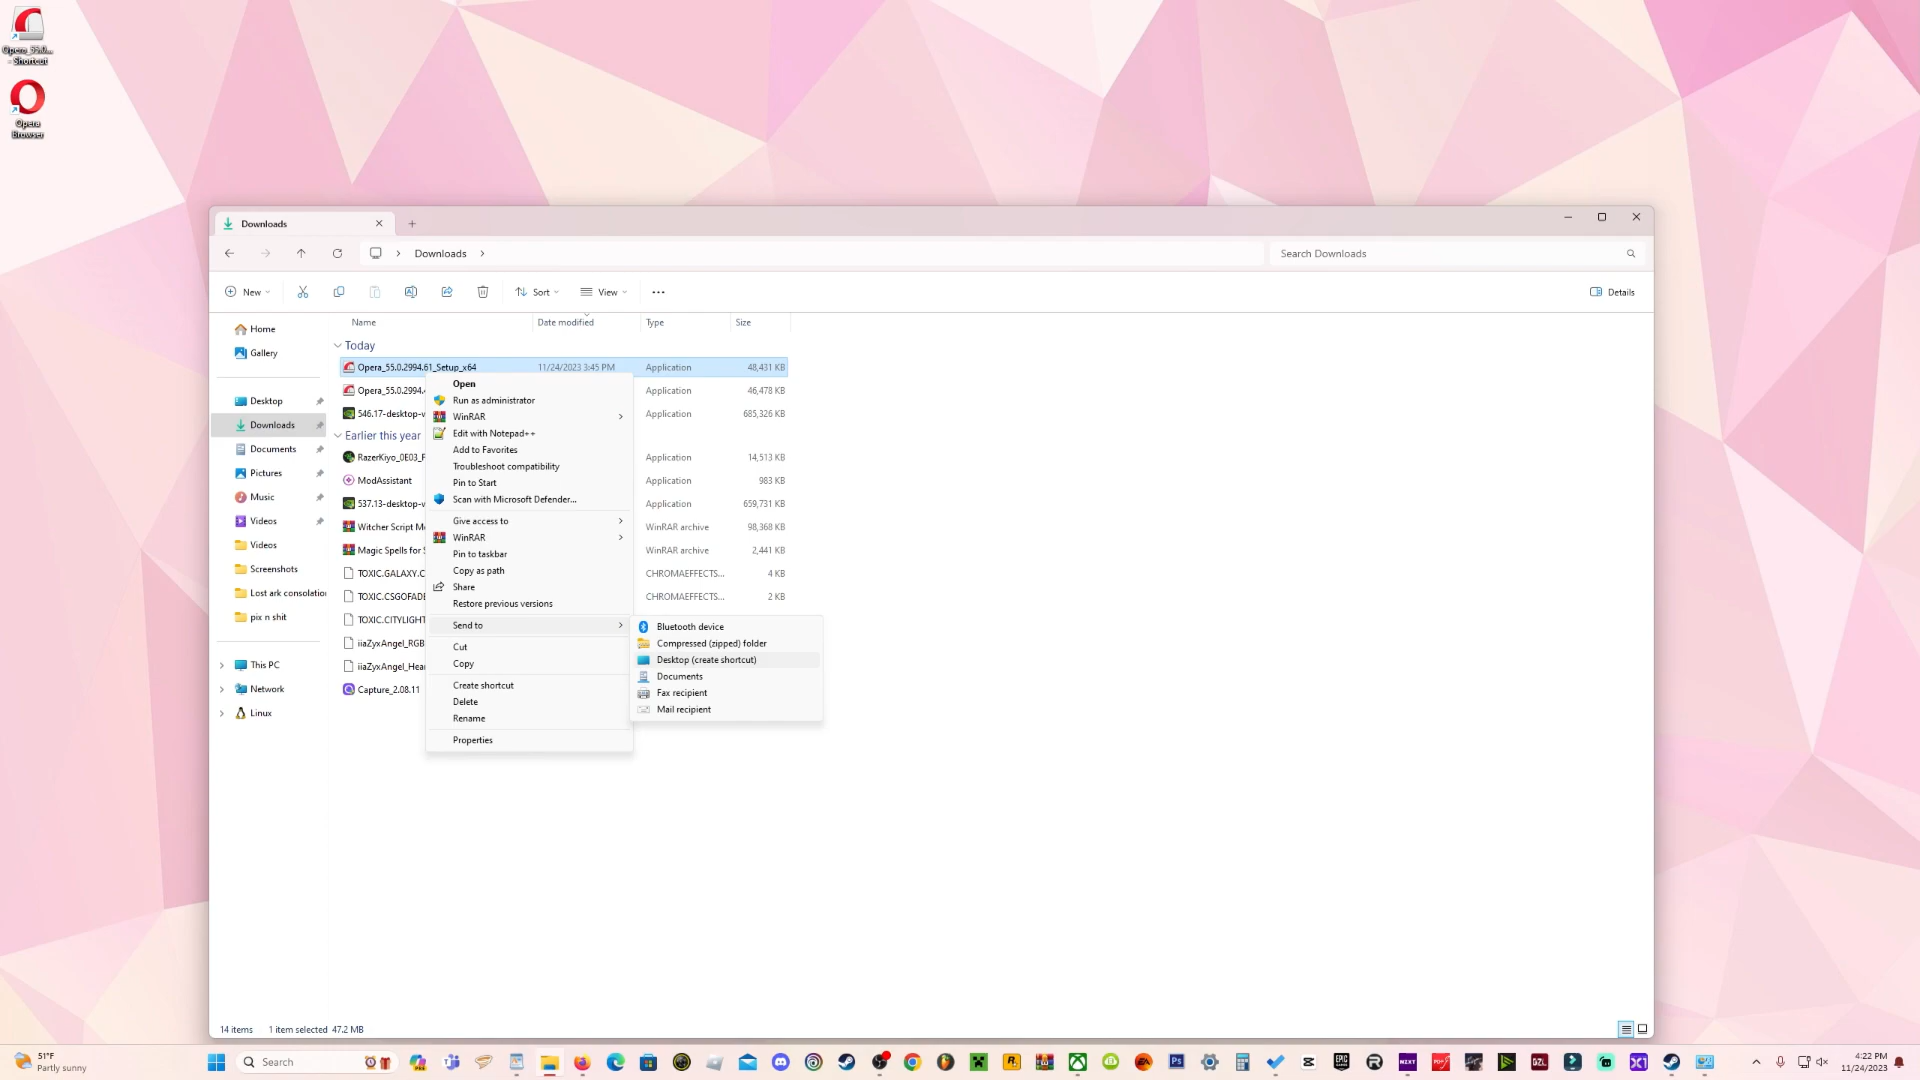 Opera_55.0...
- Shortcut
Opera
Browser
Downloads
Downloads
Search Downloads
New
Sort
View
Details
Name
Date modified
Type
Size
Home
Gallery
Desktop
Downloads
Documents
Pictures
Music
Videos
Videos
Screenshots
Lost ark consolation
pix n shit
This PC
Network
Linux
Today
Opera_55.0.2994.61_Setup_x64 11/24/2023 3:45 PM Application 48,431 KB
Opera_55.0.2994. Application 46,478 KB
546.17-desktop-w Application 685,326 KB
Earlier this year
RazerKiyo_0E03_F Application 14,513 KB
ModAssistant Application 983 KB
537.13-desktop-w Application 659,731 KB
Witcher Script Me WinRAR archive 98,368 KB
Magic Spells for S WinRAR archive 2,441 KB
TOXIC.GALAXY.C CHROMAEFFECTS... 4 KB
TOXIC.CSGOFADE CHROMAEFFECTS... 2 KB
TOXIC.CITYLIGHT
iiaZyxAngel_RGB
iiaZyxAngel_Hear
Capture_2.08.11
Open
Run as administrator
WinRAR
Edit with Notepad++
Add to Favorites
Troubleshoot compatibility
Pin to Start
Scan with Microsoft Defender...
Give access to
WinRAR
Pin to taskbar
Copy as path
Share
Restore previous versions
Send to
Cut
Copy
Create shortcut
Delete
Rename
Properties
Bluetooth device
Compressed (zipped) folder
Desktop (create shortcut)
Documents
Fax recipient
Mail recipient
14 items 1 item selected 47.2 MB
51°F
Partly sunny
Search
4:22 PM
11/24/2023